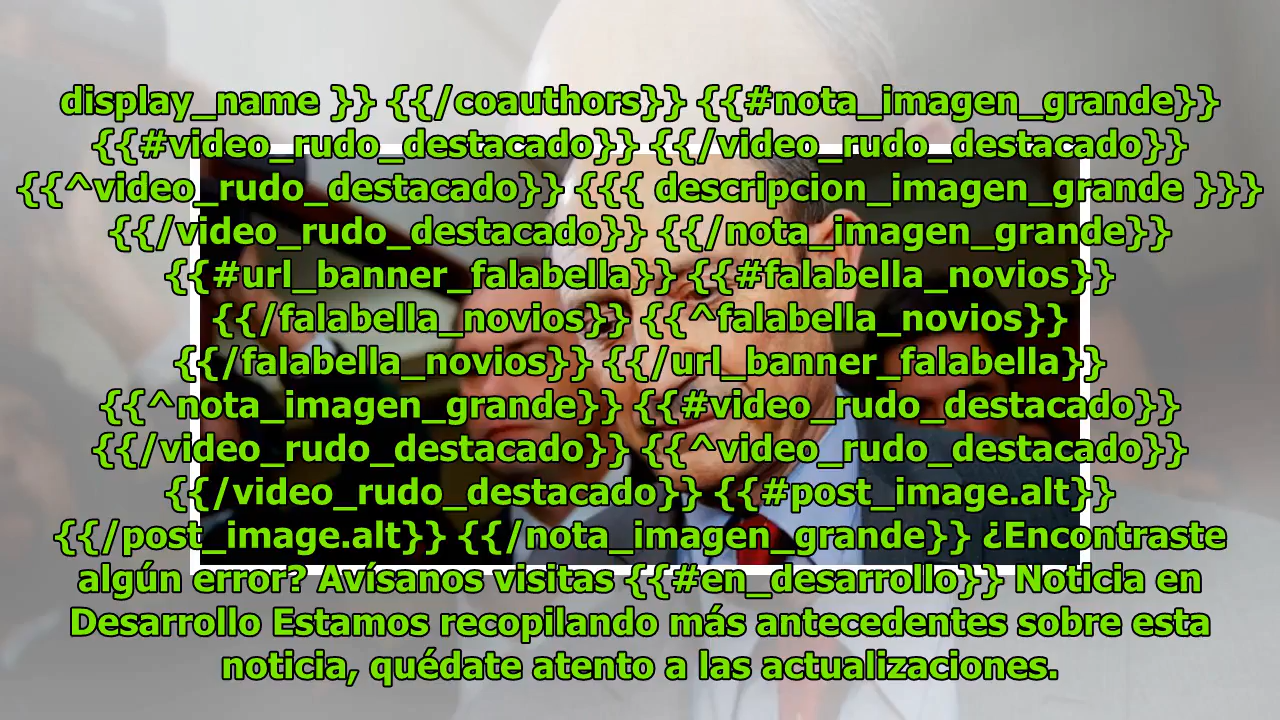 display_name }} {{/coauthors}} {{#nota_imagen_grande}}
{{#video_rudo_destacado}} {{/video_rudo_destacado}}
{{^video_rudo_destacado}} {{{ descripcion_imagen_grande }}}
{{/video_rudo_destacado}} {{/nota_imagen_grande}}
{{#url_banner_falabella}} {{#falabella_novios}}
{{/falabella_novios}} {{^falabella_novios}}
{{/falabella_novios}} {{/url_banner_falabella}}
{{^nota_imagen_grande}} {{#video_rudo_destacado}}
{{/video_rudo_destacado}} {{^video_rudo_destacado}}
{{/video_rudo_destacado}} {{#post_image.alt}}
{{/post_image.alt}} {{/nota_imagen_grande}} ¿Encontraste
algún error? Avísanos visitas {{#en_desarrollo}} Noticia en
Desarrollo Estamos recopilando más antecedentes sobre esta
noticia, quédate atento a las actualizaciones.